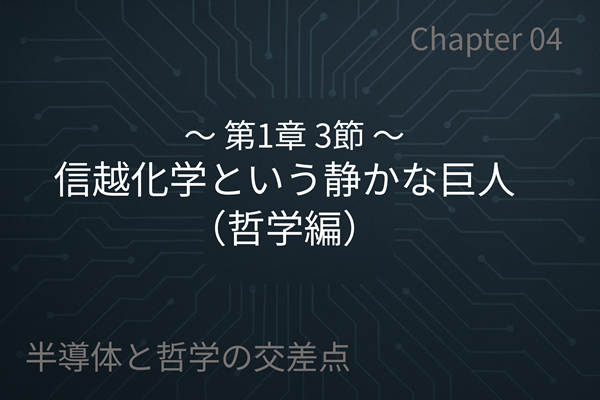 Chapter 04
～ 第1章 3節 ～
信越化学という静かな巨人
（哲学編）
半導体と哲学の交差点